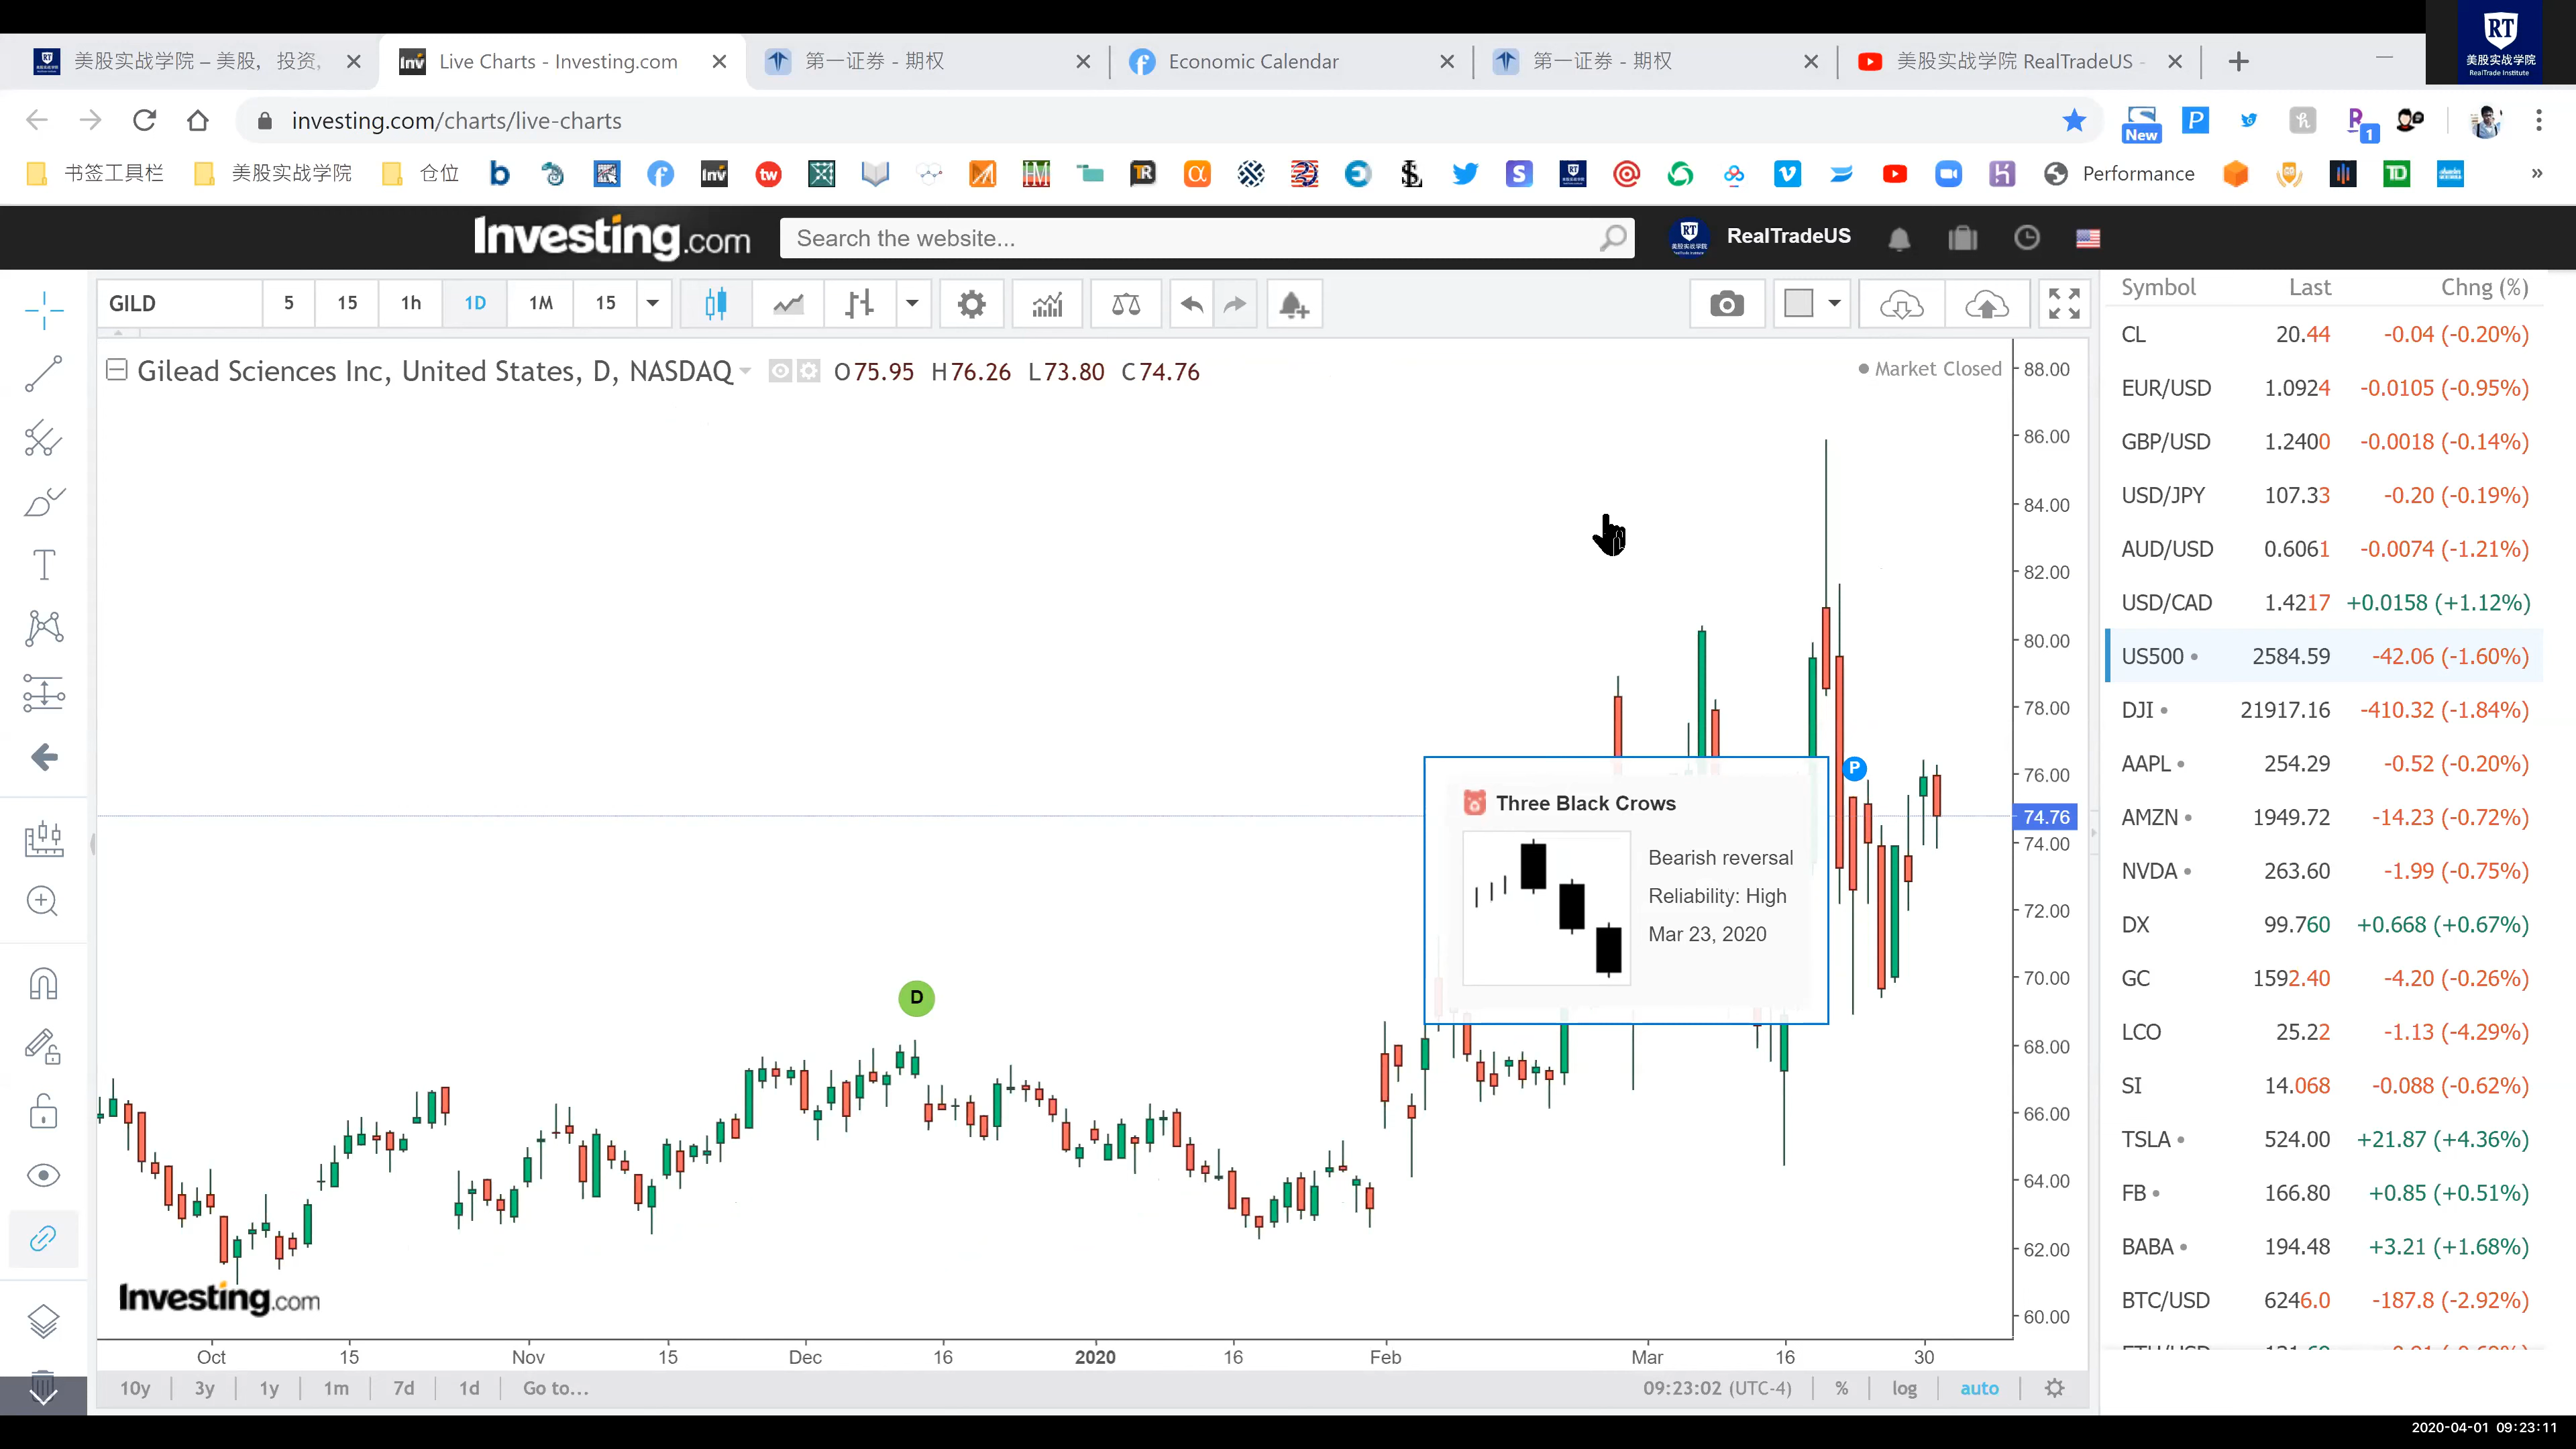 RT
美股实战学院
RealTrade Institute
美股实战学院 – 美股，投资,
Live Charts - Investing.com
第一证券 - 期权
Economic Calendar
第一证券 - 期权
美股实战学院 RealTradeUS -
investing.com/charts/live-charts
New
1
书签工具栏
美股实战学院
仓位
Performance
Investing.com
Search the website...
RealTradeUS
GILD
5
15
1h
1D
1M
15
Gilead Sciences Inc, United States, D, NASDAQ
O75.95 H76.26 L73.80 C74.76
Market Closed
88.00
86.00
84.00
82.00
80.00
78.00
76.00
74.76
74.00
72.00
70.00
68.00
66.00
64.00
62.00
60.00
P
Three Black Crows
Bearish reversal
Reliability: High
Mar 23, 2020
D
Investing.com
Oct 15 Nov 15 Dec 16 2020 16 Feb Mar 16 30
10y 3y 1y 1m 7d 1d Go to...
09:23:02 (UTC-4) % log auto
Symbol Last Chng (%)
CL 20.44 -0.04 (-0.20%)
EUR/USD 1.0924 -0.0105 (-0.95%)
GBP/USD 1.2400 -0.0018 (-0.14%)
USD/JPY 107.33 -0.20 (-0.19%)
AUD/USD 0.6061 -0.0074 (-1.21%)
USD/CAD 1.4217 +0.0158 (+1.12%)
US500 2584.59 -42.06 (-1.60%)
DJI 21917.16 -410.32 (-1.84%)
AAPL 254.29 -0.52 (-0.20%)
AMZN 1949.72 -14.23 (-0.72%)
NVDA 263.60 -1.99 (-0.75%)
DX 99.760 +0.668 (+0.67%)
GC 1592.40 -4.20 (-0.26%)
LCO 25.22 -1.13 (-4.29%)
SI 14.068 -0.088 (-0.62%)
TSLA 524.00 +21.87 (+4.36%)
FB 166.80 +0.85 (+0.51%)
BABA 194.48 +3.21 (+1.68%)
BTC/USD 6246.0 -187.8 (-2.92%)
2020-04-01 09:23:11